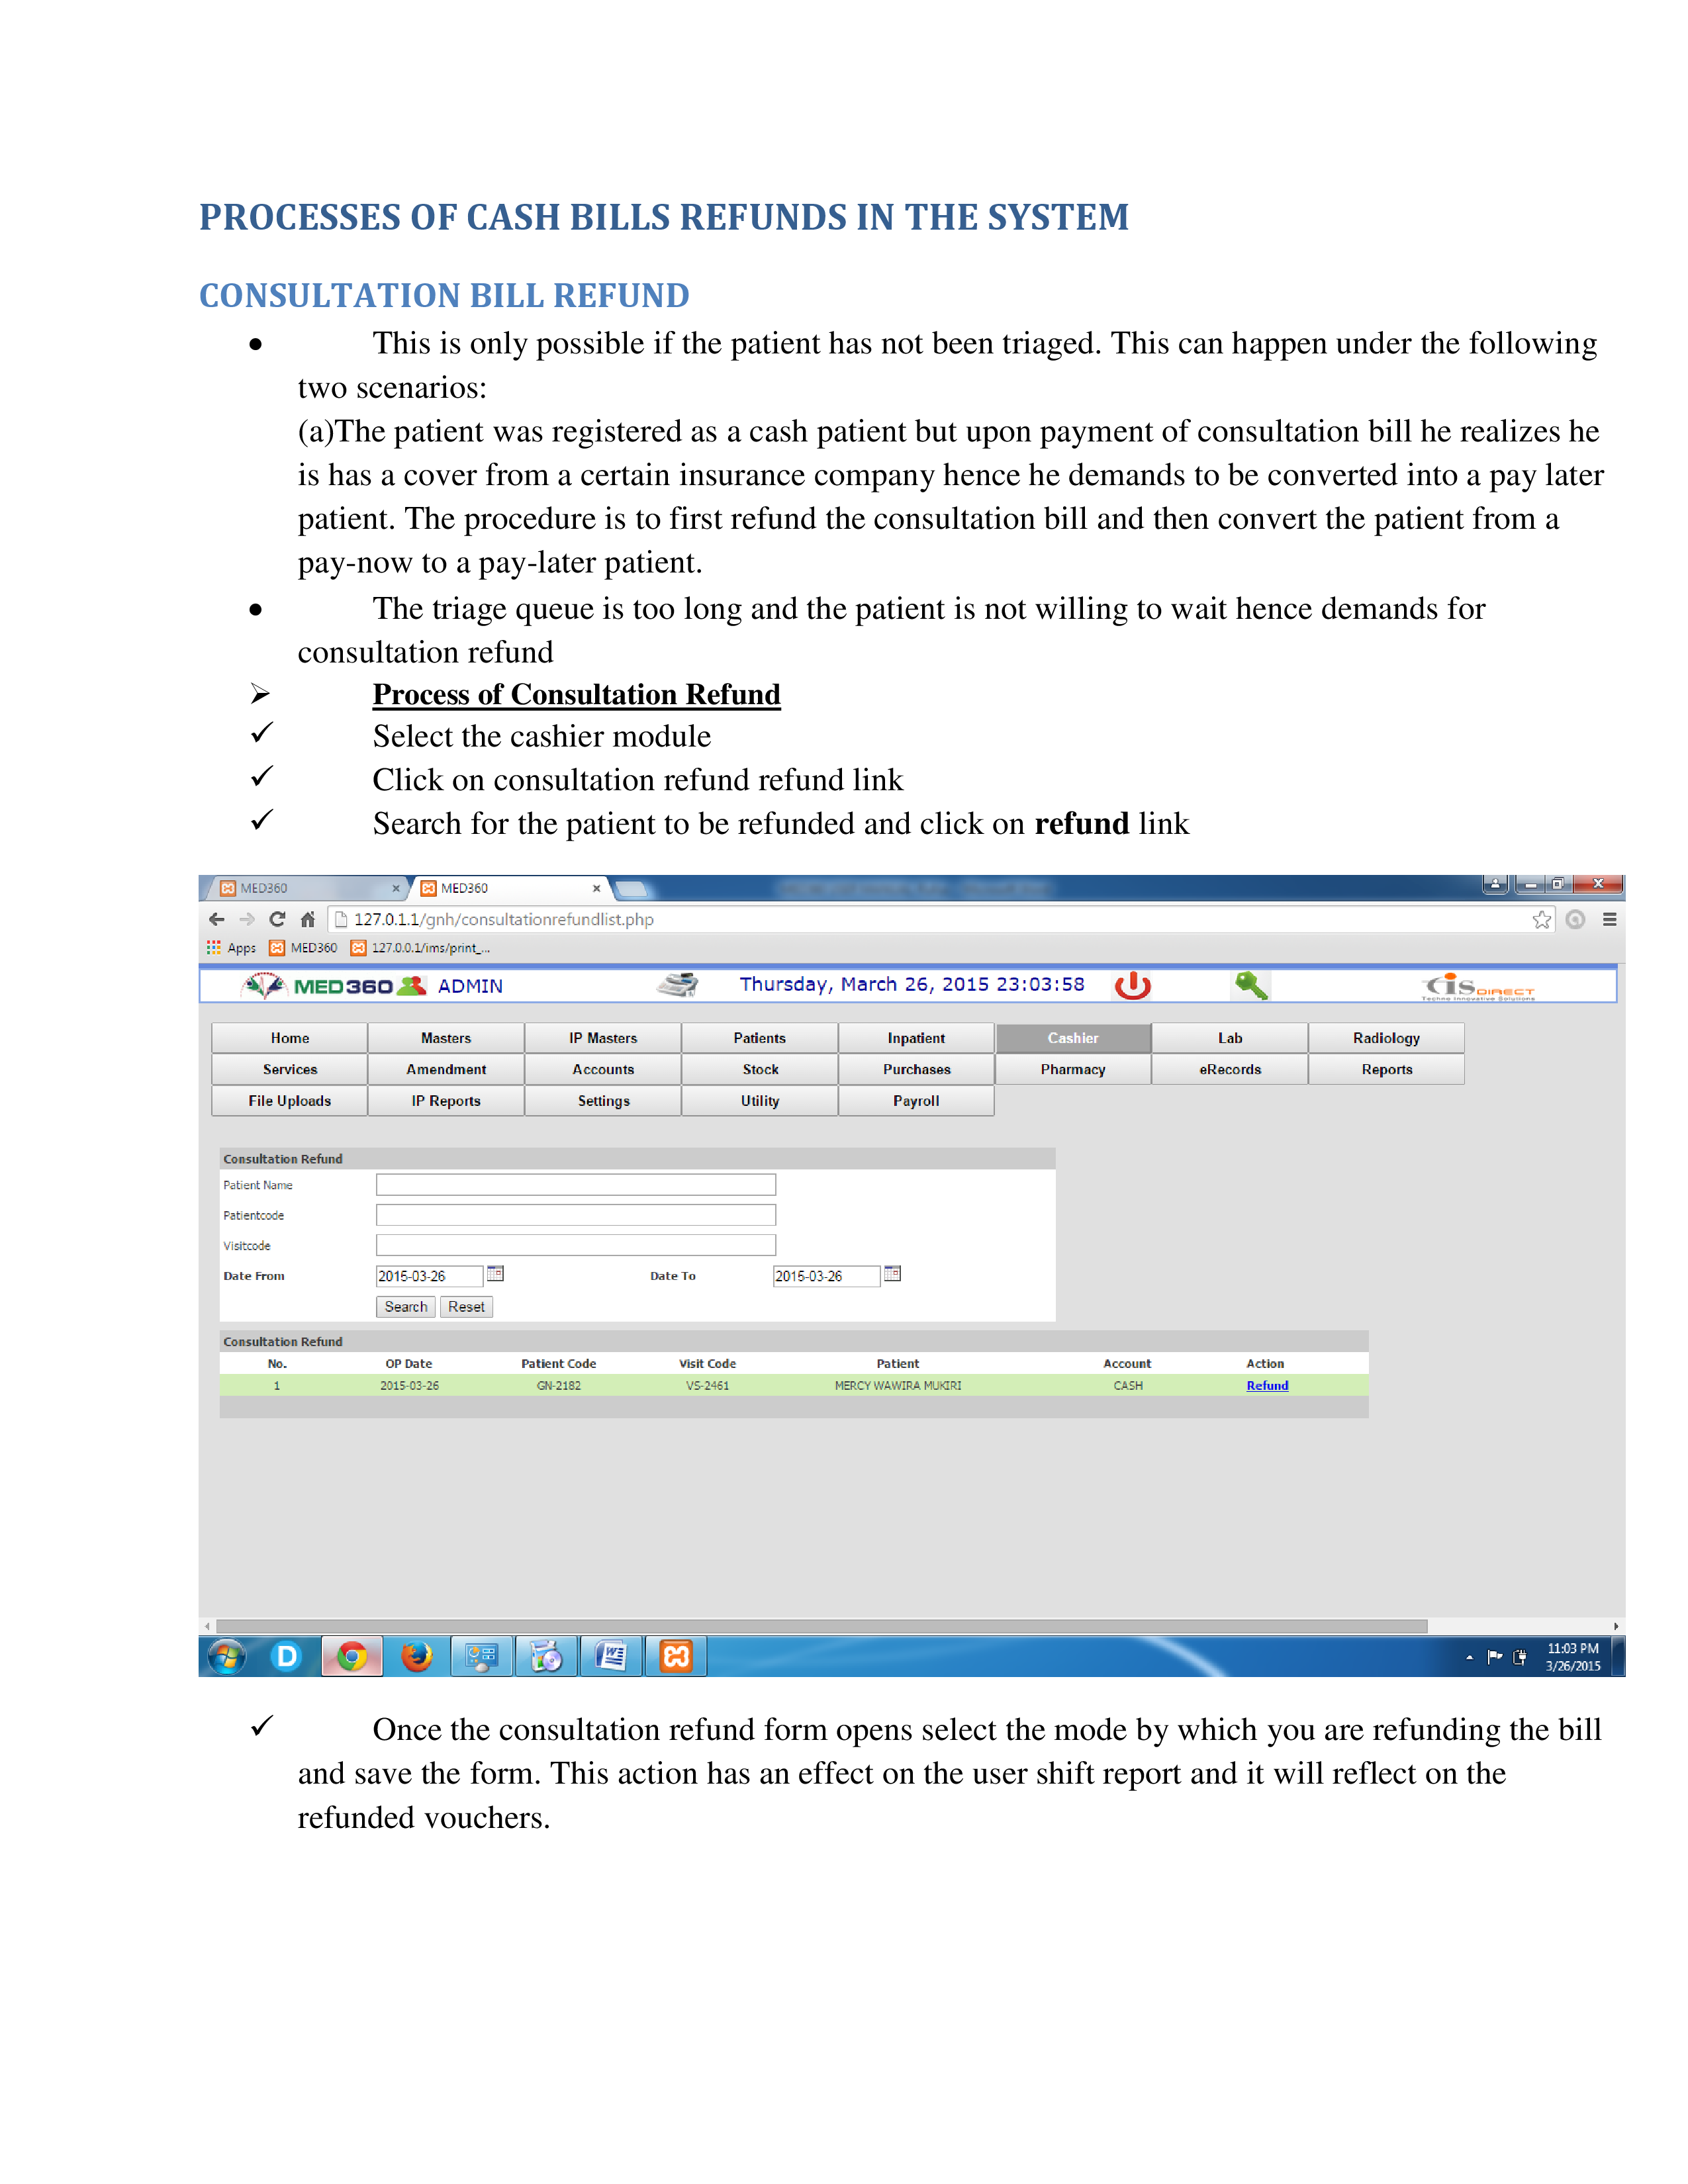 PROCESSES OF CASH BILLS REFUNDS IN THE SYSTEM
CONSULTATION BILL REFUND
• This is only possible if the patient has not been triaged. This can happen under the following
two scenarios:
(a)The patient was registered as a cash patient but upon payment of consultation bill he realizes he
is has a cover from a certain insurance company hence he demands to be converted into a pay later
patient. The procedure is to first refund the consultation bill and then convert the patient from a
pay-now to a pay-later patient.
• The triage queue is too long and the patient is not willing to wait hence demands for
consultation refund
➢ Process of Consultation Refund
✓ Select the cashier module
✓ Click on consultation refund refund link
✓ Search for the patient to be refunded and click on refund link
MED360 MED360
127.0.1.1/gnh/consultationrefundlist.php
Apps MED360 127.0.0.1/ims/print_...
MED360 ADMIN Thursday, March 26, 2015 23:03:58 CIS DIRECT
Techno Innovative Solutions
Home Masters IP Masters Patients Inpatient Cashier Lab Radiology
Services Amendment Accounts Stock Purchases Pharmacy eRecords Reports
File Uploads IP Reports Settings Utility Payroll
Consultation Refund
Patient Name
Patientcode
Visitcode
Date From 2015-03-26 Date To 2015-03-26
Search Reset
Consultation Refund
No. OP Date Patient Code Visit Code Patient Account Action
1 2015-03-26 GN-2182 VS-2461 MERCY WAWIRA MUKIRI CASH Refund
11:03 PM
3/26/2015
✓ Once the consultation refund form opens select the mode by which you are refunding the bill
and save the form. This action has an effect on the user shift report and it will reflect on the
refunded vouchers.